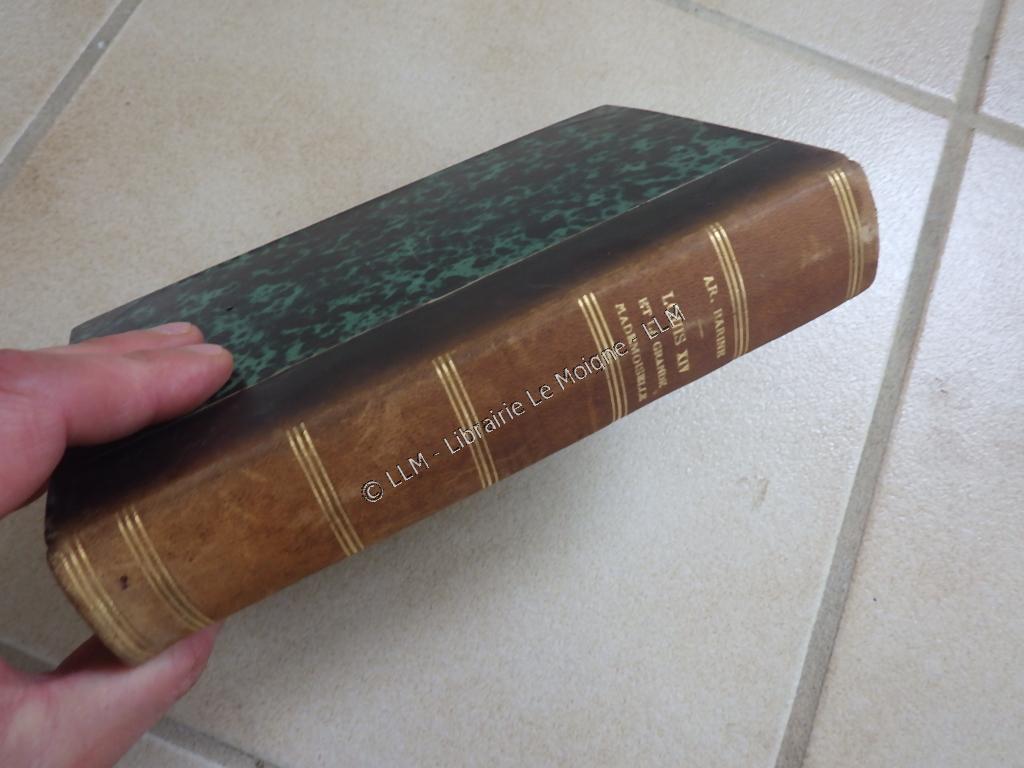 AR. BARINE
LOUIS XIV
ET LA GRANDE
MADEMOISELLE
© LLM - Librairie Le Moigne - LLM